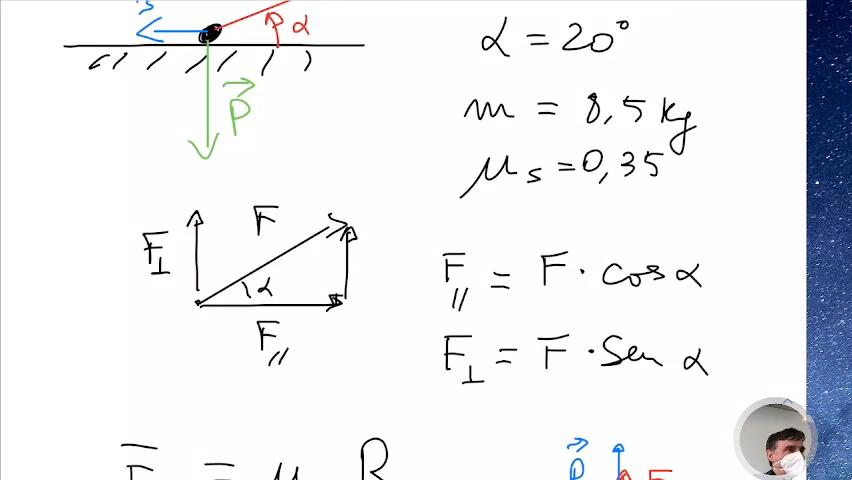 s
α
P
α = 20°
m = 8,5 kg
μs = 0,35
F⊥ F
α
F//
F// = F · cos α
F⊥ = F · sen α
F = μ R
R F